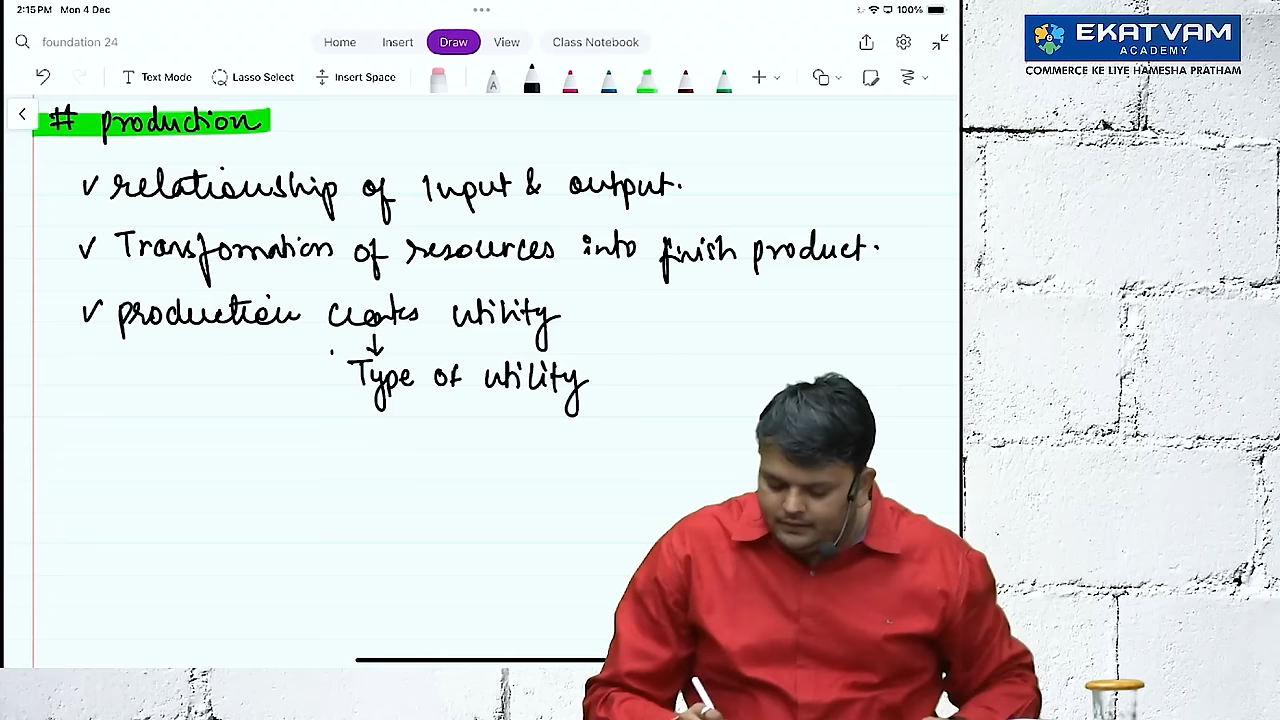 2:15 PM Mon 4 Dec
100%
foundation 24
Home Insert Draw View Class Notebook
Text Mode Lasso Select Insert Space
EKATVAM
ACADEMY
COMMERCE KE LIYE HAMESHA PRATHAM
# production
✓ relationship of Input & output.
✓ Transformation of resources into finish product.
✓ production creates utility
↓
Type of utility